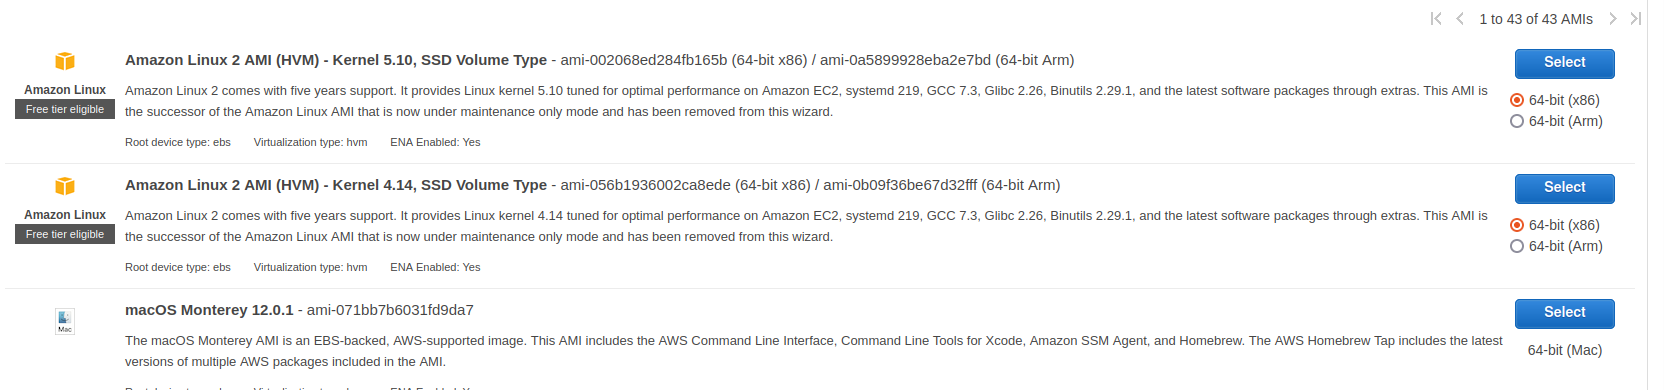 1 to 43 of 43 AMIs
Amazon Linux 2 AMI (HVM) - Kernel 5.10, SSD Volume Type - ami-002068ed284fb165b (64-bit x86) / ami-0a5899928eba2e7bd (64-bit Arm)
Select
Amazon Linux
Free tier eligible
Amazon Linux 2 comes with five years support. It provides Linux kernel 5.10 tuned for optimal performance on Amazon EC2, systemd 219, GCC 7.3, Glibc 2.26, Binutils 2.29.1, and the latest software packages through extras. This AMI is
the successor of the Amazon Linux AMI that is now under maintenance only mode and has been removed from this wizard.
64-bit (x86)
64-bit (Arm)
Root device type: ebs Virtualization type: hvm ENA Enabled: Yes
Amazon Linux 2 AMI (HVM) - Kernel 4.14, SSD Volume Type - ami-056b1936002ca8ede (64-bit x86) / ami-0b09f36be67d32fff (64-bit Arm)
Select
Amazon Linux
Free tier eligible
Amazon Linux 2 comes with five years support. It provides Linux kernel 4.14 tuned for optimal performance on Amazon EC2, systemd 219, GCC 7.3, Glibc 2.26, Binutils 2.29.1, and the latest software packages through extras. This AMI is
the successor of the Amazon Linux AMI that is now under maintenance only mode and has been removed from this wizard.
64-bit (x86)
64-bit (Arm)
Root device type: ebs Virtualization type: hvm ENA Enabled: Yes
macOS Monterey 12.0.1 - ami-071bb7b6031fd9da7
Select
Mac
The macOS Monterey AMI is an EBS-backed, AWS-supported image. This AMI includes the AWS Command Line Interface, Command Line Tools for Xcode, Amazon SSM Agent, and Homebrew. The AWS Homebrew Tap includes the latest
versions of multiple AWS packages included in the AMI.
64-bit (Mac)